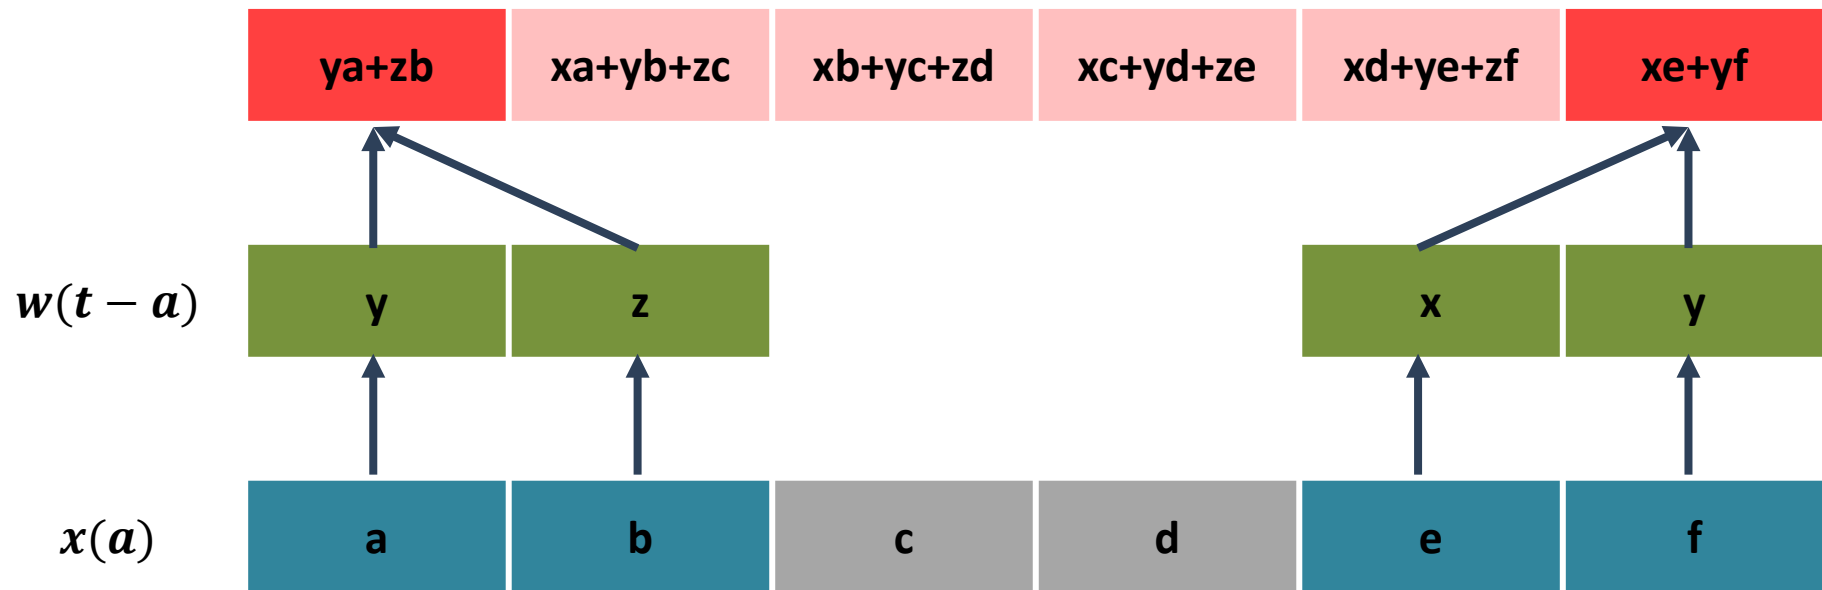 ya+zb xa+yb+zc xb+yc+zd xc+yd+ze xd+ye+zf xe+yf
w(t − a) y z x y
x(a) a b c d e f